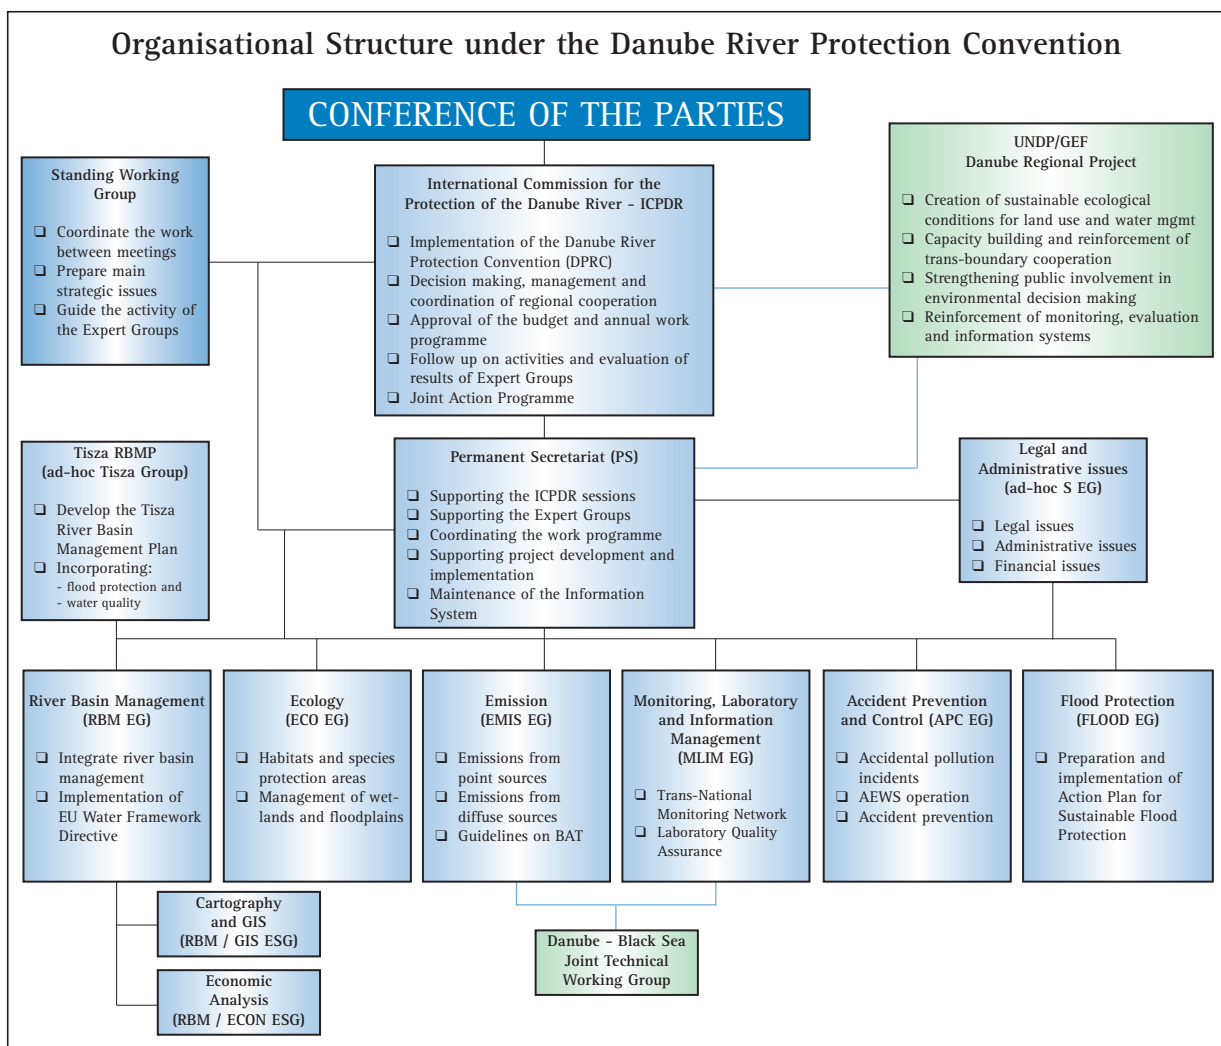 Organisational Structure under the Danube River Protection Convention
CONFERENCE OF THE PARTIES
Standing Working
Group
❑ Coordinate the work
between meetings
❑ Prepare main
strategic issues
❑ Guide the activity of
the Expert Groups
International Commission for the
Protection of the Danube River - ICPDR
❑ Implementation of the Danube River
Protection Convention (DPRC)
❑ Decision making, management and
coordination of regional cooperation
❑ Approval of the budget and annual work
programme
❑ Follow up on activities and evaluation of
results of Expert Groups
❑ Joint Action Programme
UNDP/GEF
Danube Regional Project
❑ Creation of sustainable ecological
conditions for land use and water mgmt
❑ Capacity building and reinforcement of
trans-boundary cooperation
❑ Strengthening public involvement in
environmental decision making
❑ Reinforcement of monitoring, evaluation
and information systems
Tisza RBMP
(ad-hoc Tisza Group)
❑ Develop the Tisza
River Basin
Management Plan
❑ Incorporating:
- flood protection and
- water quality
Permanent Secretariat (PS)
❑ Supporting the ICPDR sessions
❑ Supporting the Expert Groups
❑ Coordinating the work programme
❑ Supporting project development and
implementation
❑ Maintenance of the Information
System
Legal and
Administrative issues
(ad-hoc S EG)
❑ Legal issues
❑ Administrative issues
❑ Financial issues
River Basin Management
(RBM EG)
❑ Integrate river basin
management
❑ Implementation of
EU Water Framework
Directive
Ecology
(ECO EG)
❑ Habitats and species
protection areas
❑ Management of wet-
lands and floodplains
Emission
(EMIS EG)
❑ Emissions from
point sources
❑ Emissions from
diffuse sources
❑ Guidelines on BAT
Monitoring, Laboratory
and Information
Management
(MLIM EG)
❑ Trans-National
Monitoring Network
❑ Laboratory Quality
Assurance
Accident Prevention
and Control (APC EG)
❑ Accidental pollution
incidents
❑ AEWS operation
❑ Accident prevention
Flood Protection
(FLOOD EG)
❑ Preparation and
implementation of
Action Plan for
Sustainable Flood
Protection
Cartography
and GIS
(RBM / GIS ESG)
Economic
Analysis
(RBM / ECON ESG)
Danube - Black Sea
Joint Technical
Working Group